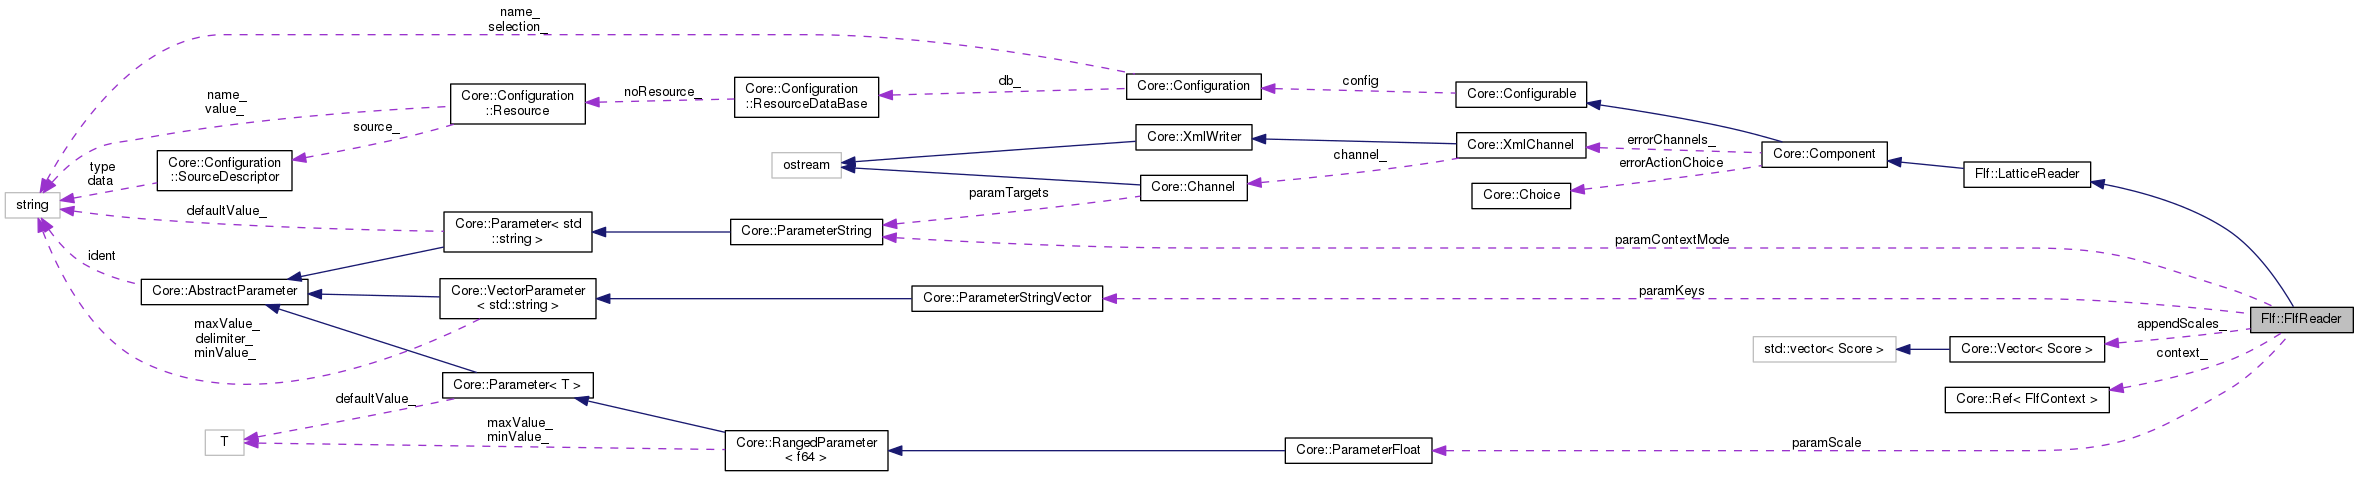 name_
selection_
Core::Configuration
::Resource
name_
value_
source_
noResource_
Core::Configuration
::ResourceDataBase
db_
Core::Configuration
config
Core::Configurable
Core::Configuration
::SourceDescriptor
type
data
string
ostream
Core::XmlWriter
Core::XmlChannel
channel_
Core::Channel
errorChannels_
errorActionChoice
Core::Choice
Core::Component
Flf::LatticeReader
defaultValue_
Core::Parameter< std
::string >
Core::ParameterString
paramTargets
paramContextMode
ident
Core::AbstractParameter
Core::VectorParameter
< std::string >
Core::ParameterStringVector
paramKeys
Flf::FlfReader
maxValue_
delimiter_
minValue_
appendScales_
std::vector< Score >
Core::Vector< Score >
context_
Core::Ref< FlfContext >
Core::Parameter< T >
defaultValue_
T
maxValue_
minValue_
Core::RangedParameter
< f64 >
Core::ParameterFloat
paramScale